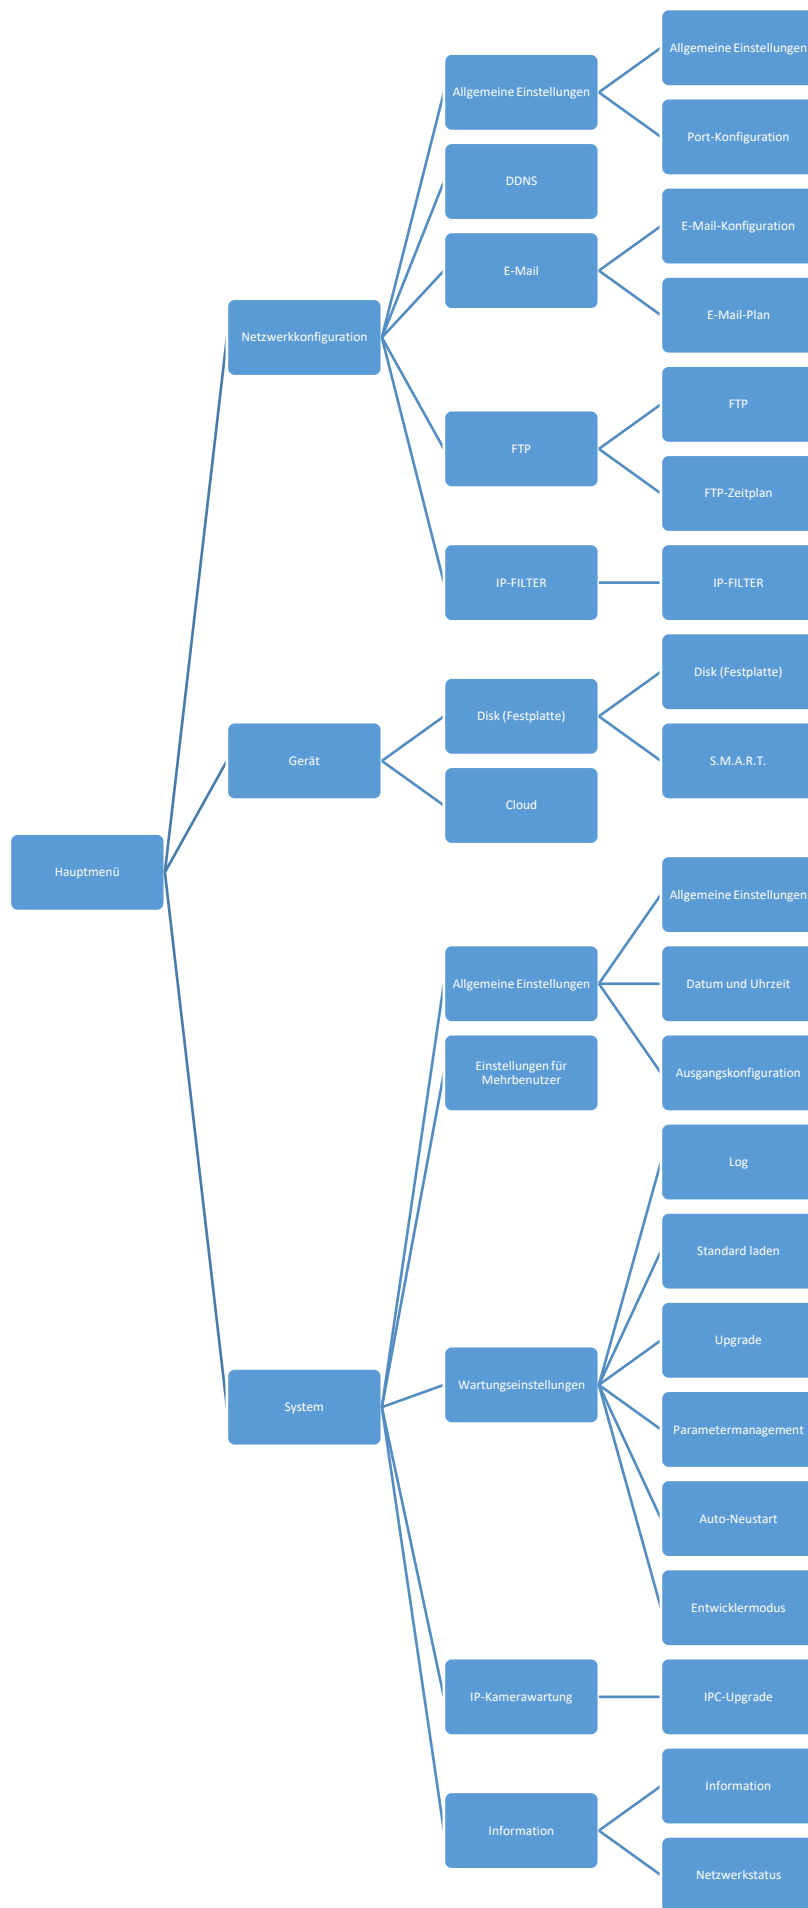 Hauptmenü
Netzwerkkonfiguration
Allgemeine Einstellungen
Allgemeine Einstellungen
Port-Konfiguration
DDNS
E-Mail
E-Mail-Konfiguration
E-Mail-Plan
FTP
FTP
FTP-Zeitplan
IP-FILTER
IP-FILTER
Gerät
Disk (Festplatte)
Disk (Festplatte)
S.M.A.R.T.
Cloud
System
Allgemeine Einstellungen
Allgemeine Einstellungen
Datum und Uhrzeit
Ausgangskonfiguration
Einstellungen für
Mehrbenutzer
Wartungseinstellungen
Log
Standard laden
Upgrade
Parametermanagement
Auto-Neustart
Entwicklermodus
IP-Kamerawartung
IPC-Upgrade
Information
Information
Netzwerkstatus